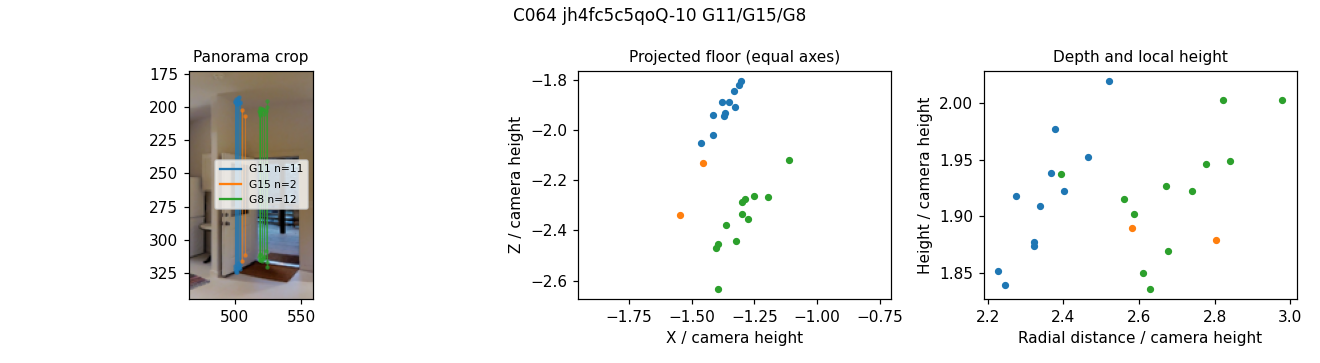 C064 jh4fc5c5qoQ-10 G11/G15/G8
Panorama crop
175
200
225
250
275
300
325
500
550
G11 n=11
G15 n=2
G8 n=12
Projected floor (equal axes)
Z / camera height
−1.8
−2.0
−2.2
−2.4
−2.6
−1.75
−1.50
−1.25
−1.00
−0.75
X / camera height
Depth and local height
Height / camera height
2.00
1.95
1.90
1.85
2.2
2.4
2.6
2.8
3.0
Radial distance / camera height